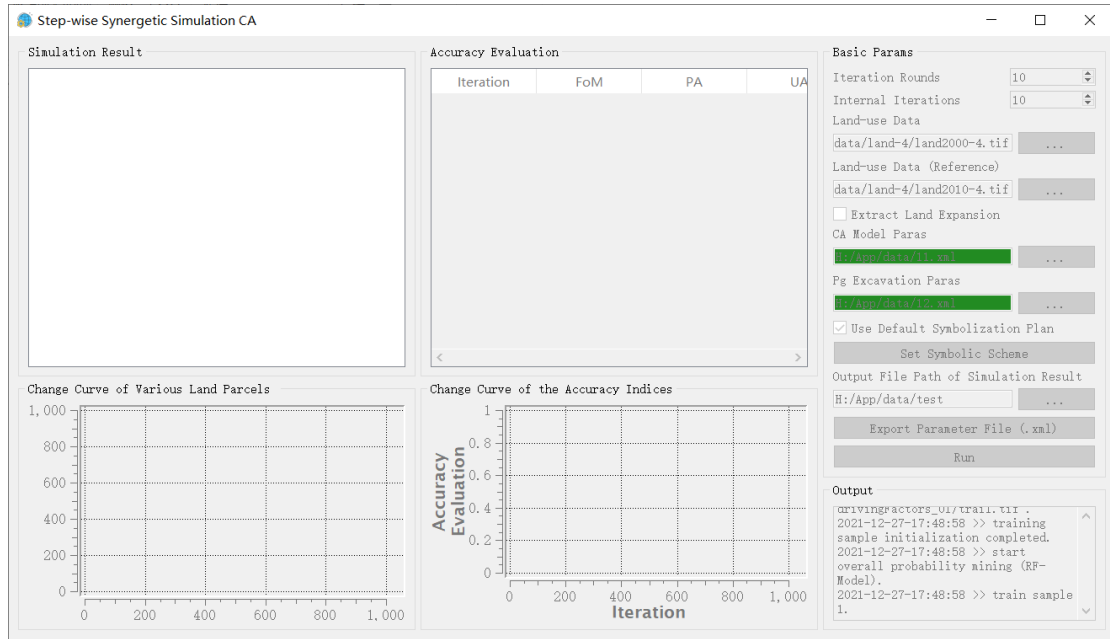 Step-wise Synergetic Simulation CA
Simulation Result
Accuracy Evaluation
Iteration FoM PA UA
Basic Params
Iteration Rounds 10
Internal Iterations 10
Land-use Data
data/land-4/land2000-4.tif ...
Land-use Data (Reference)
data/land-4/land2010-4.tif ...
Extract Land Expansion
CA Model Paras
H:/App/data/l1.xml ...
Pg Excavation Paras
H:/App/data/l2.xml ...
Use Default Symbolization Plan
Set Symbolic Scheme
Output File Path of Simulation Result
H:/App/data/test ...
Export Parameter File (.xml)
Run
Change Curve of Various Land Parcels
1,000
800
600
400
200
0
0 200 400 600 800 1,000
Change Curve of the Accuracy Indices
Accuracy
Evaluation
1
0.8
0.6
0.4
0.2
0
0 200 400 600 800 1,000
Iteration
Output
drivingFactors_01/trail.tif .
2021-12-27-17:48:58 >> training
sample initialization completed.
2021-12-27-17:48:58 >> start
overall probability mining (RF-
Model).
2021-12-27-17:48:58 >> train sample
1.